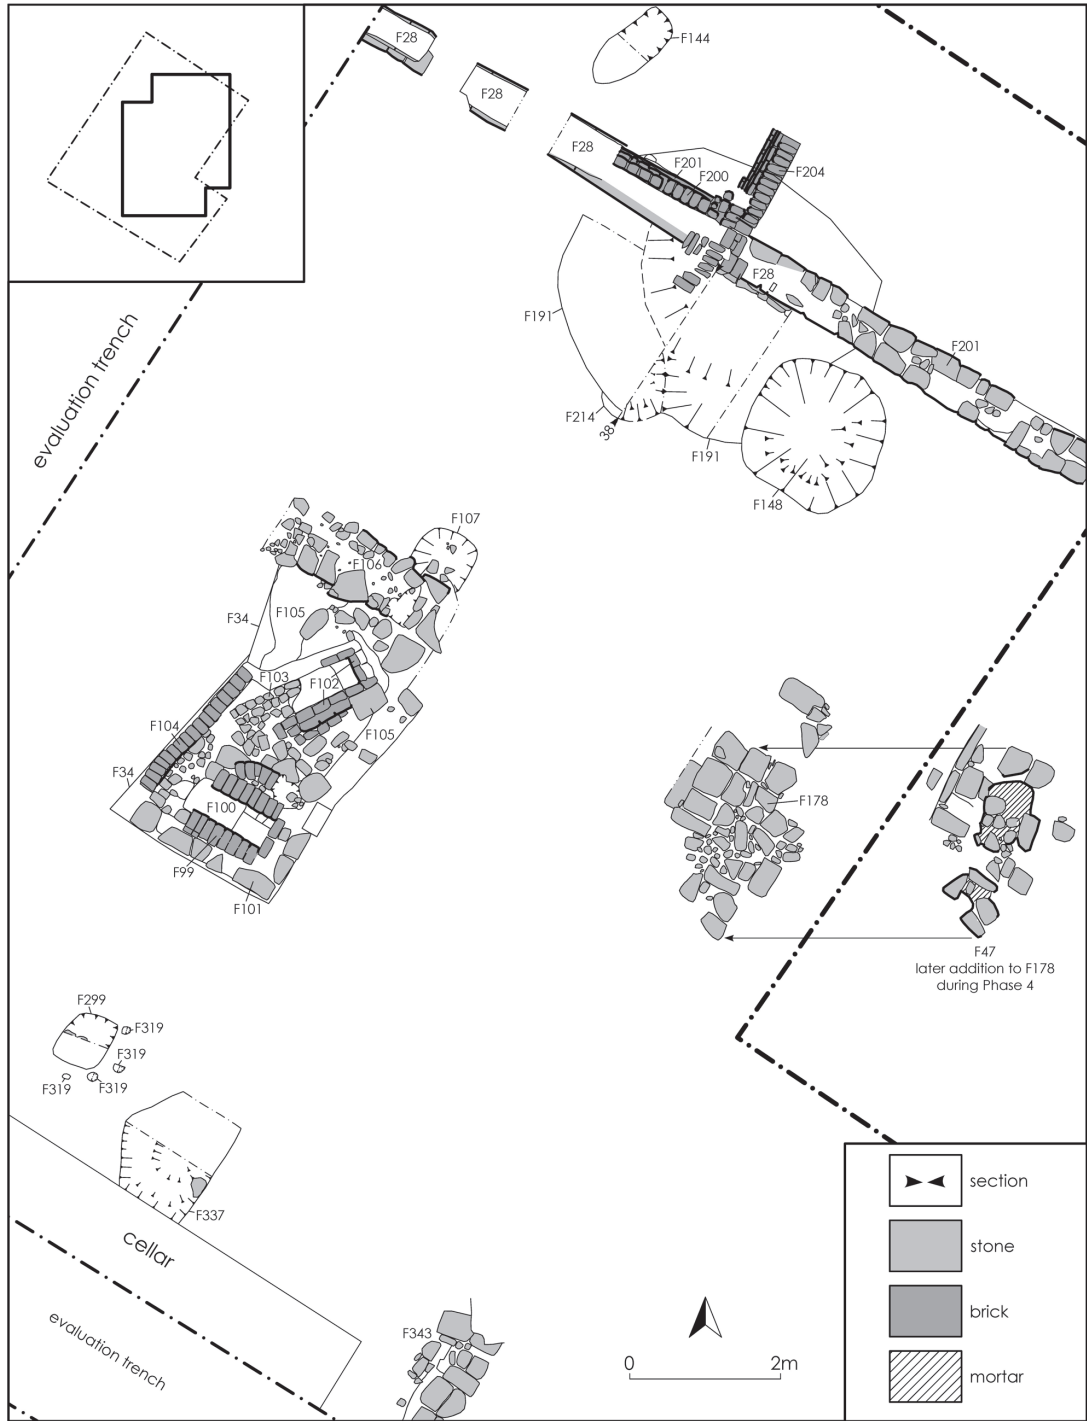 F28
F144
F28
F28
F201
F200
F204
F28
F191
F201
F214
38
F191
F148
evaluation trench
F107
F106
F34
F105
F103
F102
F104
F105
F34
F100
F99
F101
F178
F47
later addition to F178
during Phase 4
F299
F319
F319
F319
F319
F337
cellar
evaluation trench
F343
0
2m
section
stone
brick
mortar